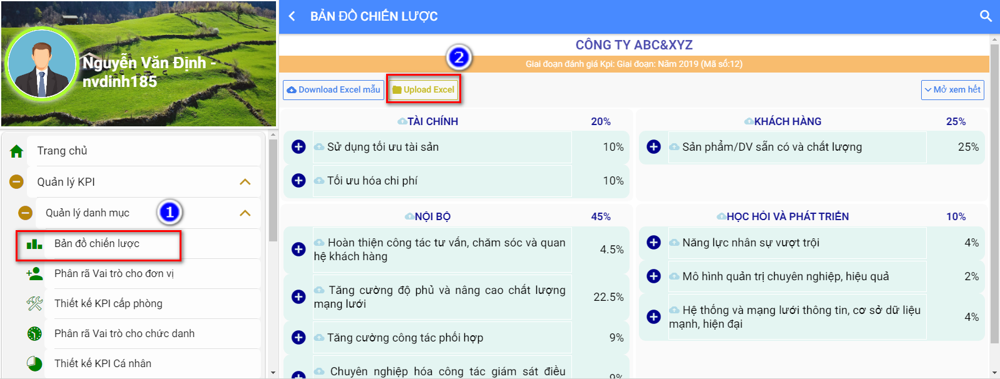 Nguyễn Văn Định -
nvdinh185
Trang chủ
Quản lý KPI
Quản lý danh mục
1
Bản đồ chiến lược
Phân rã Vai trò cho đơn vị
Thiết kế KPI cấp phòng
Phân rã Vai trò cho chức danh
Thiết kế KPI Cá nhân
BẢN ĐỒ CHIẾN LƯỢC
CÔNG TY ABC&XYZ
2
Giai đoạn đánh giá Kpi: Giai đoạn: Năm 2019 (Mã số:12)
Download Excel mẫu
Upload Excel
Mở xem hết
TÀI CHÍNH 20%
Sử dụng tối ưu tài sản 10%
Tối ưu hóa chi phí 10%
KHÁCH HÀNG 25%
Sản phẩm/DV sẵn có và chất lượng 25%
NỘI BỘ 45%
Hoàn thiện công tác tư vấn, chăm sóc và quan
hệ khách hàng 4.5%
Tăng cường độ phủ và nâng cao chất lượng
mạng lưới 22.5%
Tăng cường công tác phối hợp 9%
Chuyên nghiệp hóa công tác giám sát điều
9%
HỌC HỎI VÀ PHÁT TRIỂN 10%
Năng lực nhân sự vượt trội 4%
Mô hình quản trị chuyên nghiệp, hiệu quả 2%
Hệ thống và mạng lưới thông tin, cơ sở dữ liệu
mạnh, hiện đại 4%